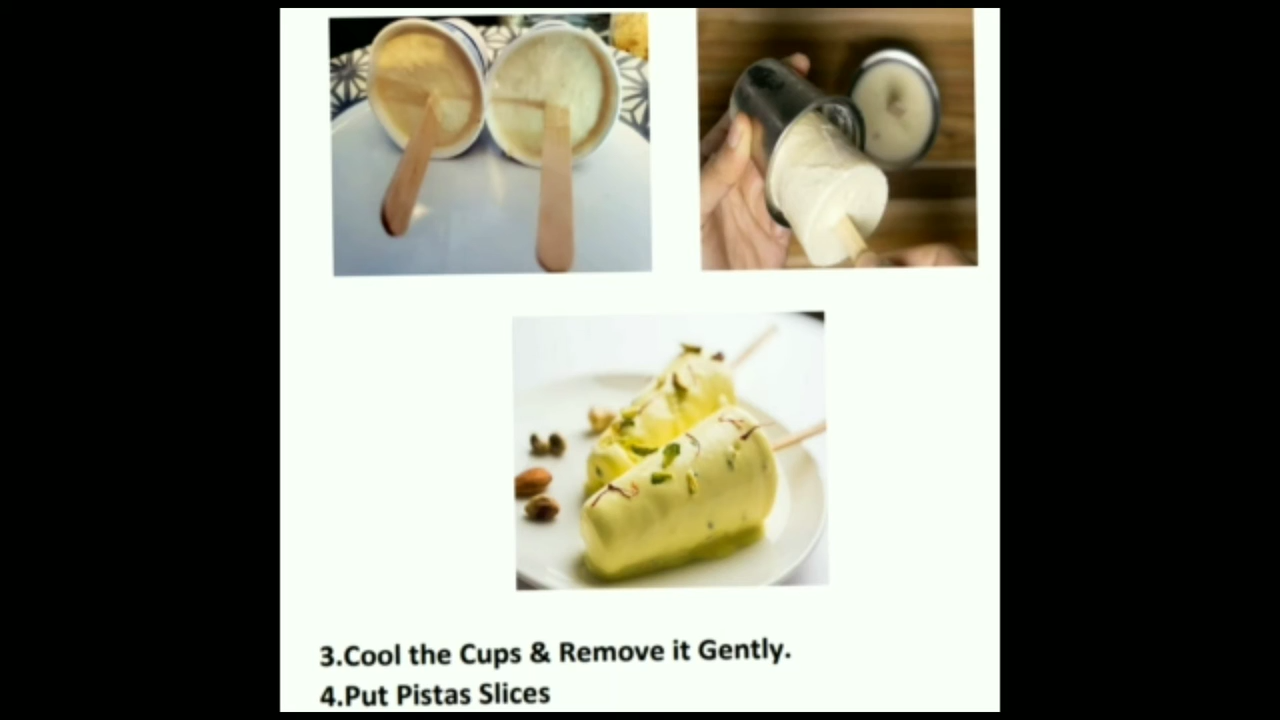 3.Cool the Cups & Remove it Gently.
4.Put Pistas Slices